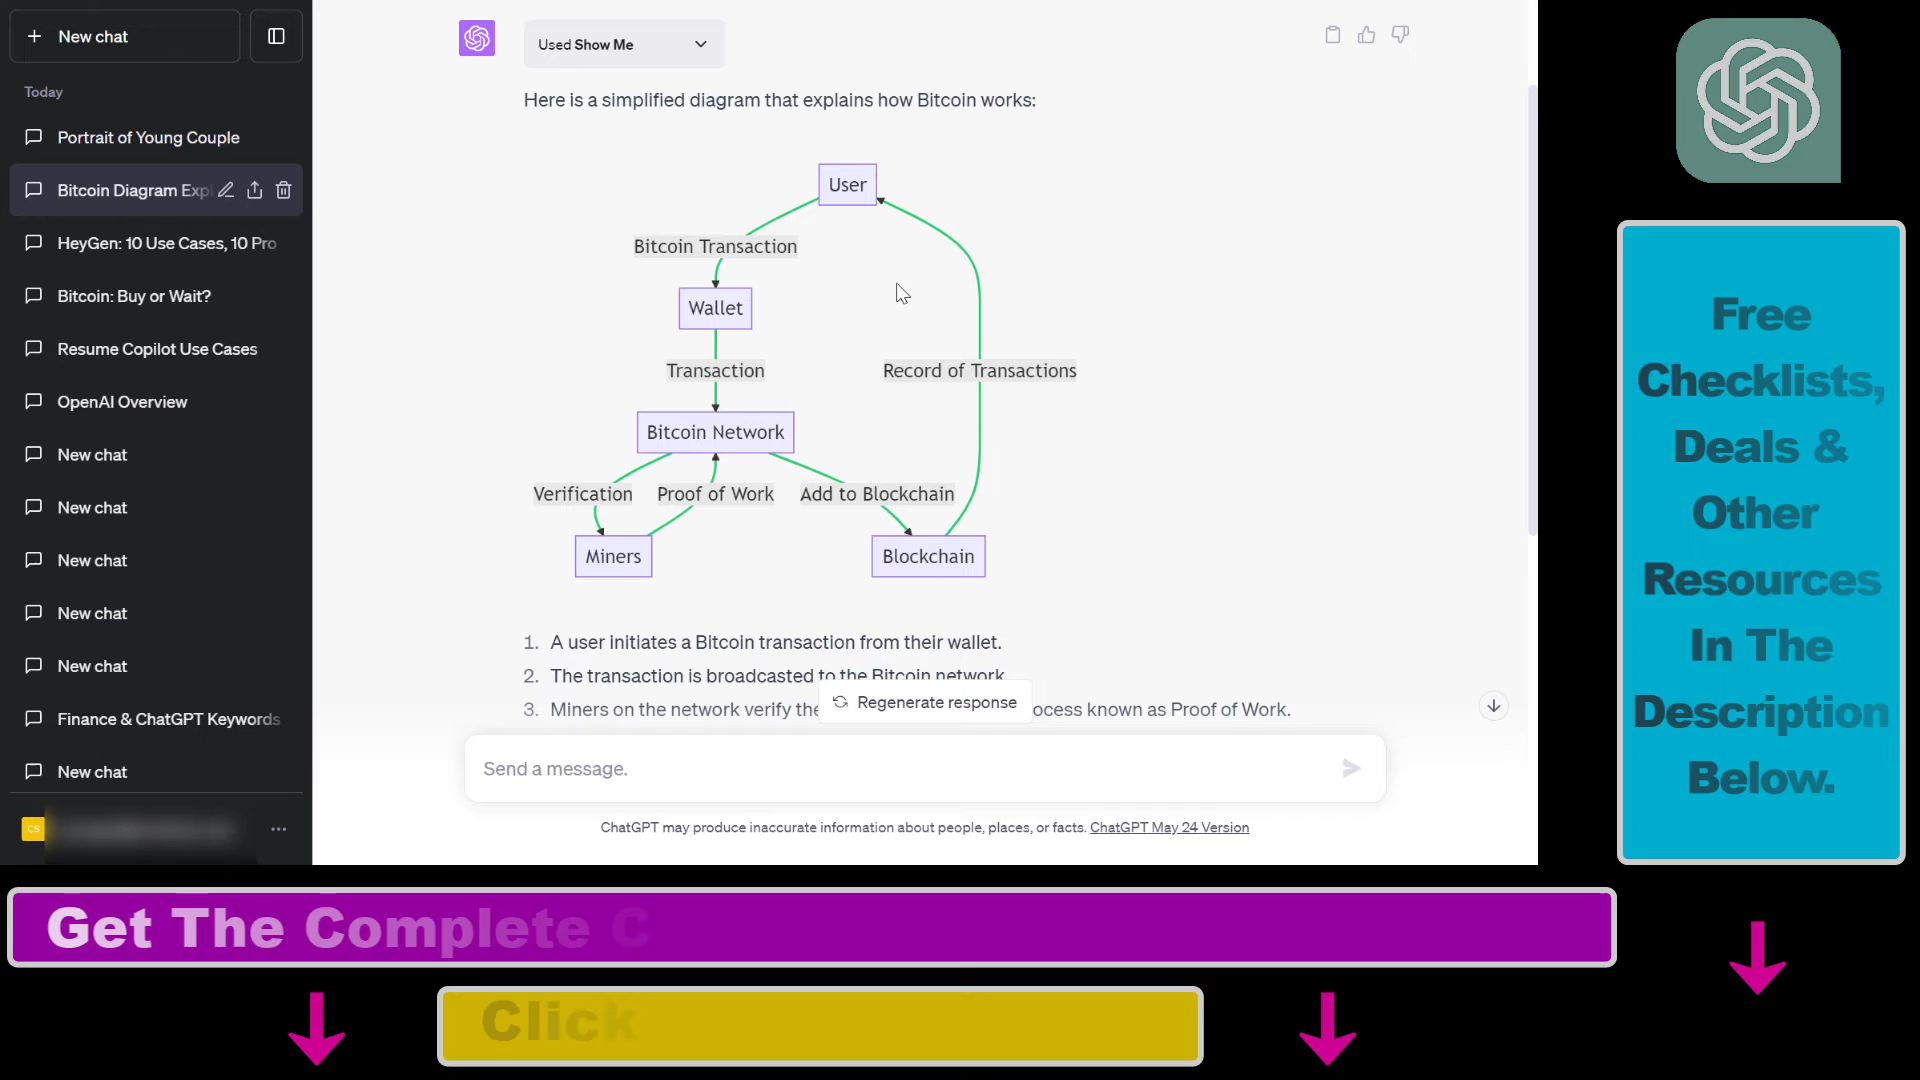 New chat
Today
Portrait of Young Couple
Bitcoin Diagram Exp
HeyGen: 10 Use Cases, 10 Pro
Bitcoin: Buy or Wait?
Resume Copilot Use Cases
OpenAI Overview
New chat
New chat
New chat
New chat
New chat
Finance & ChatGPT Keywords
New chat
CS
Used Show Me
Here is a simplified diagram that explains how Bitcoin works:
User
Bitcoin Transaction
Wallet
Transaction
Record of Transactions
Bitcoin Network
Verification
Proof of Work
Add to Blockchain
Miners
Blockchain
1. A user initiates a Bitcoin transaction from their wallet.
2. The transaction is broadcasted to the Bitcoin network.
3. Miners on the network verify the
ocess known as Proof of Work.
Regenerate response
Send a message.
ChatGPT may produce inaccurate information about people, places, or facts. ChatGPT May 24 Version
Free
Checklists,
Deals &
Other
Resources
In The
Description
Below.
Get The Complete C
Click